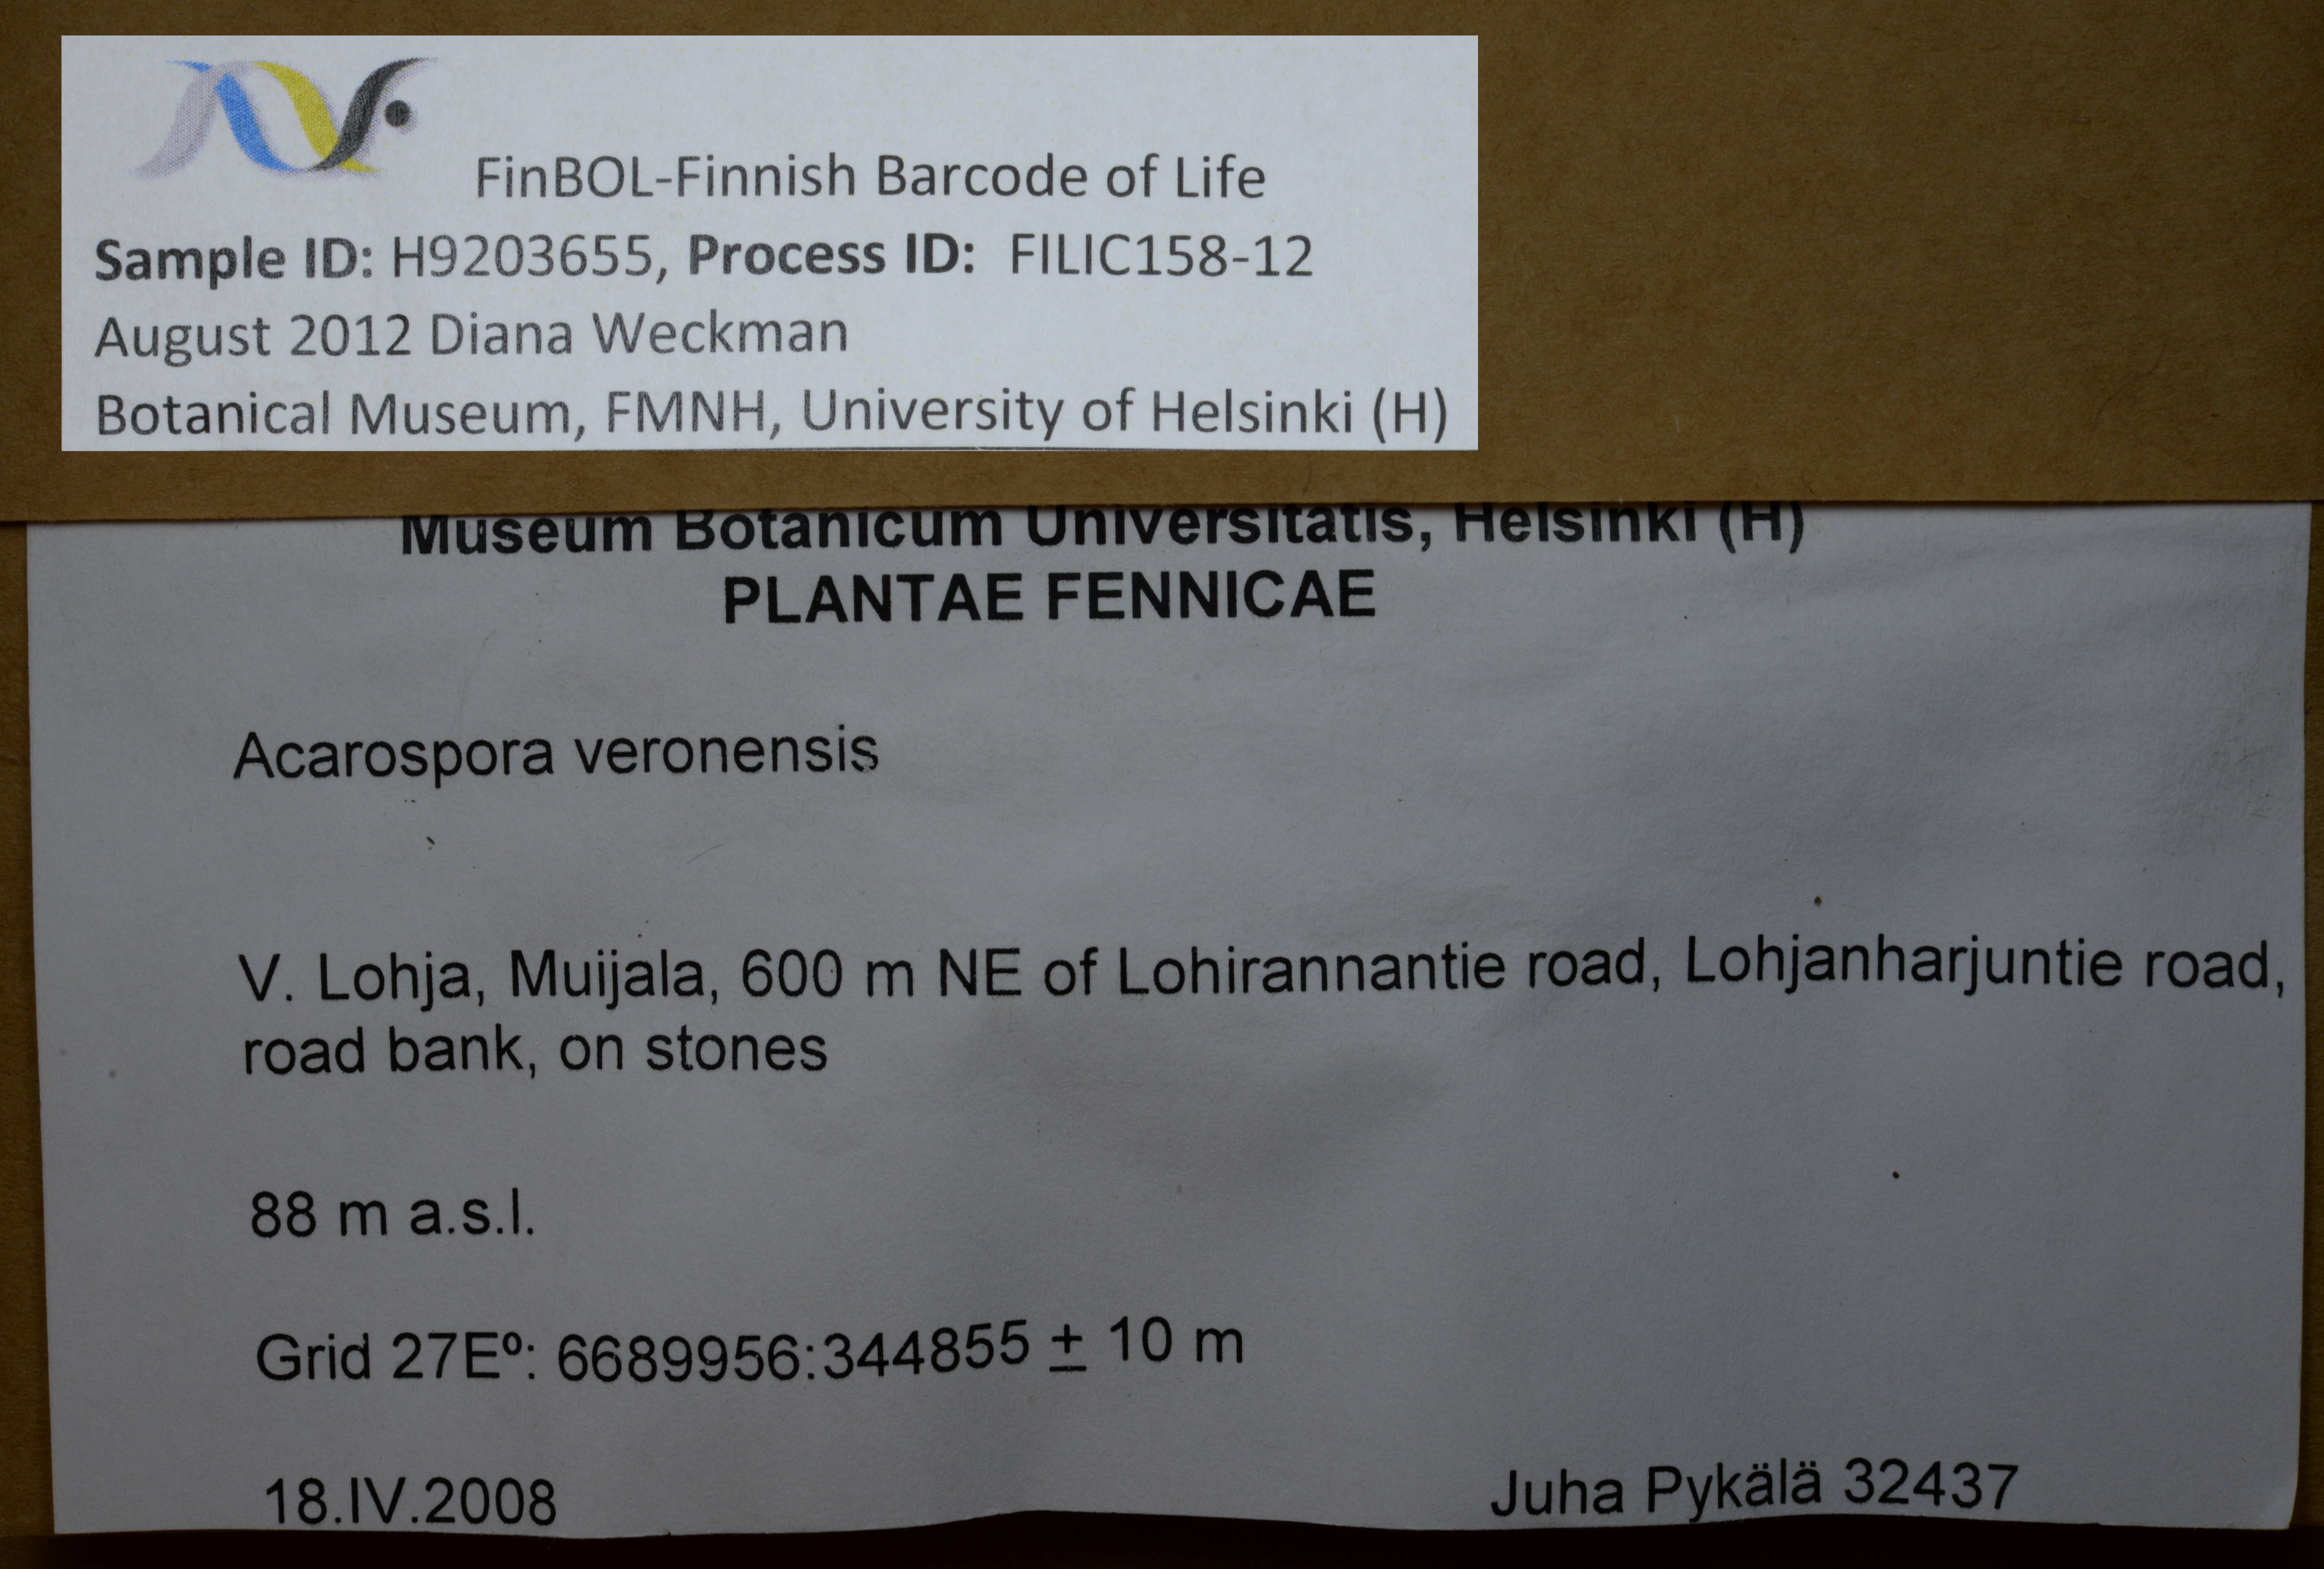 FinBOL-Finnish Barcode of Life
Sample ID: H9203655, Process ID: FILIC158-12
August 2012 Diana Weckman
Botanical Museum, FMNH, University of Helsinki (H)
Museum Botanicum Universitatis, Helsinki (H)
PLANTAE FENNICAE
Acarospora veronensis
V. Lohja, Muijala, 600 m NE of Lohirannantie road, Lohjanharjuntie road,
road bank, on stones
88 m a.s.l.
Grid 27Eº: 6689956:344855 ± 10 m
18.IV.2008
Juha Pykälä 32437